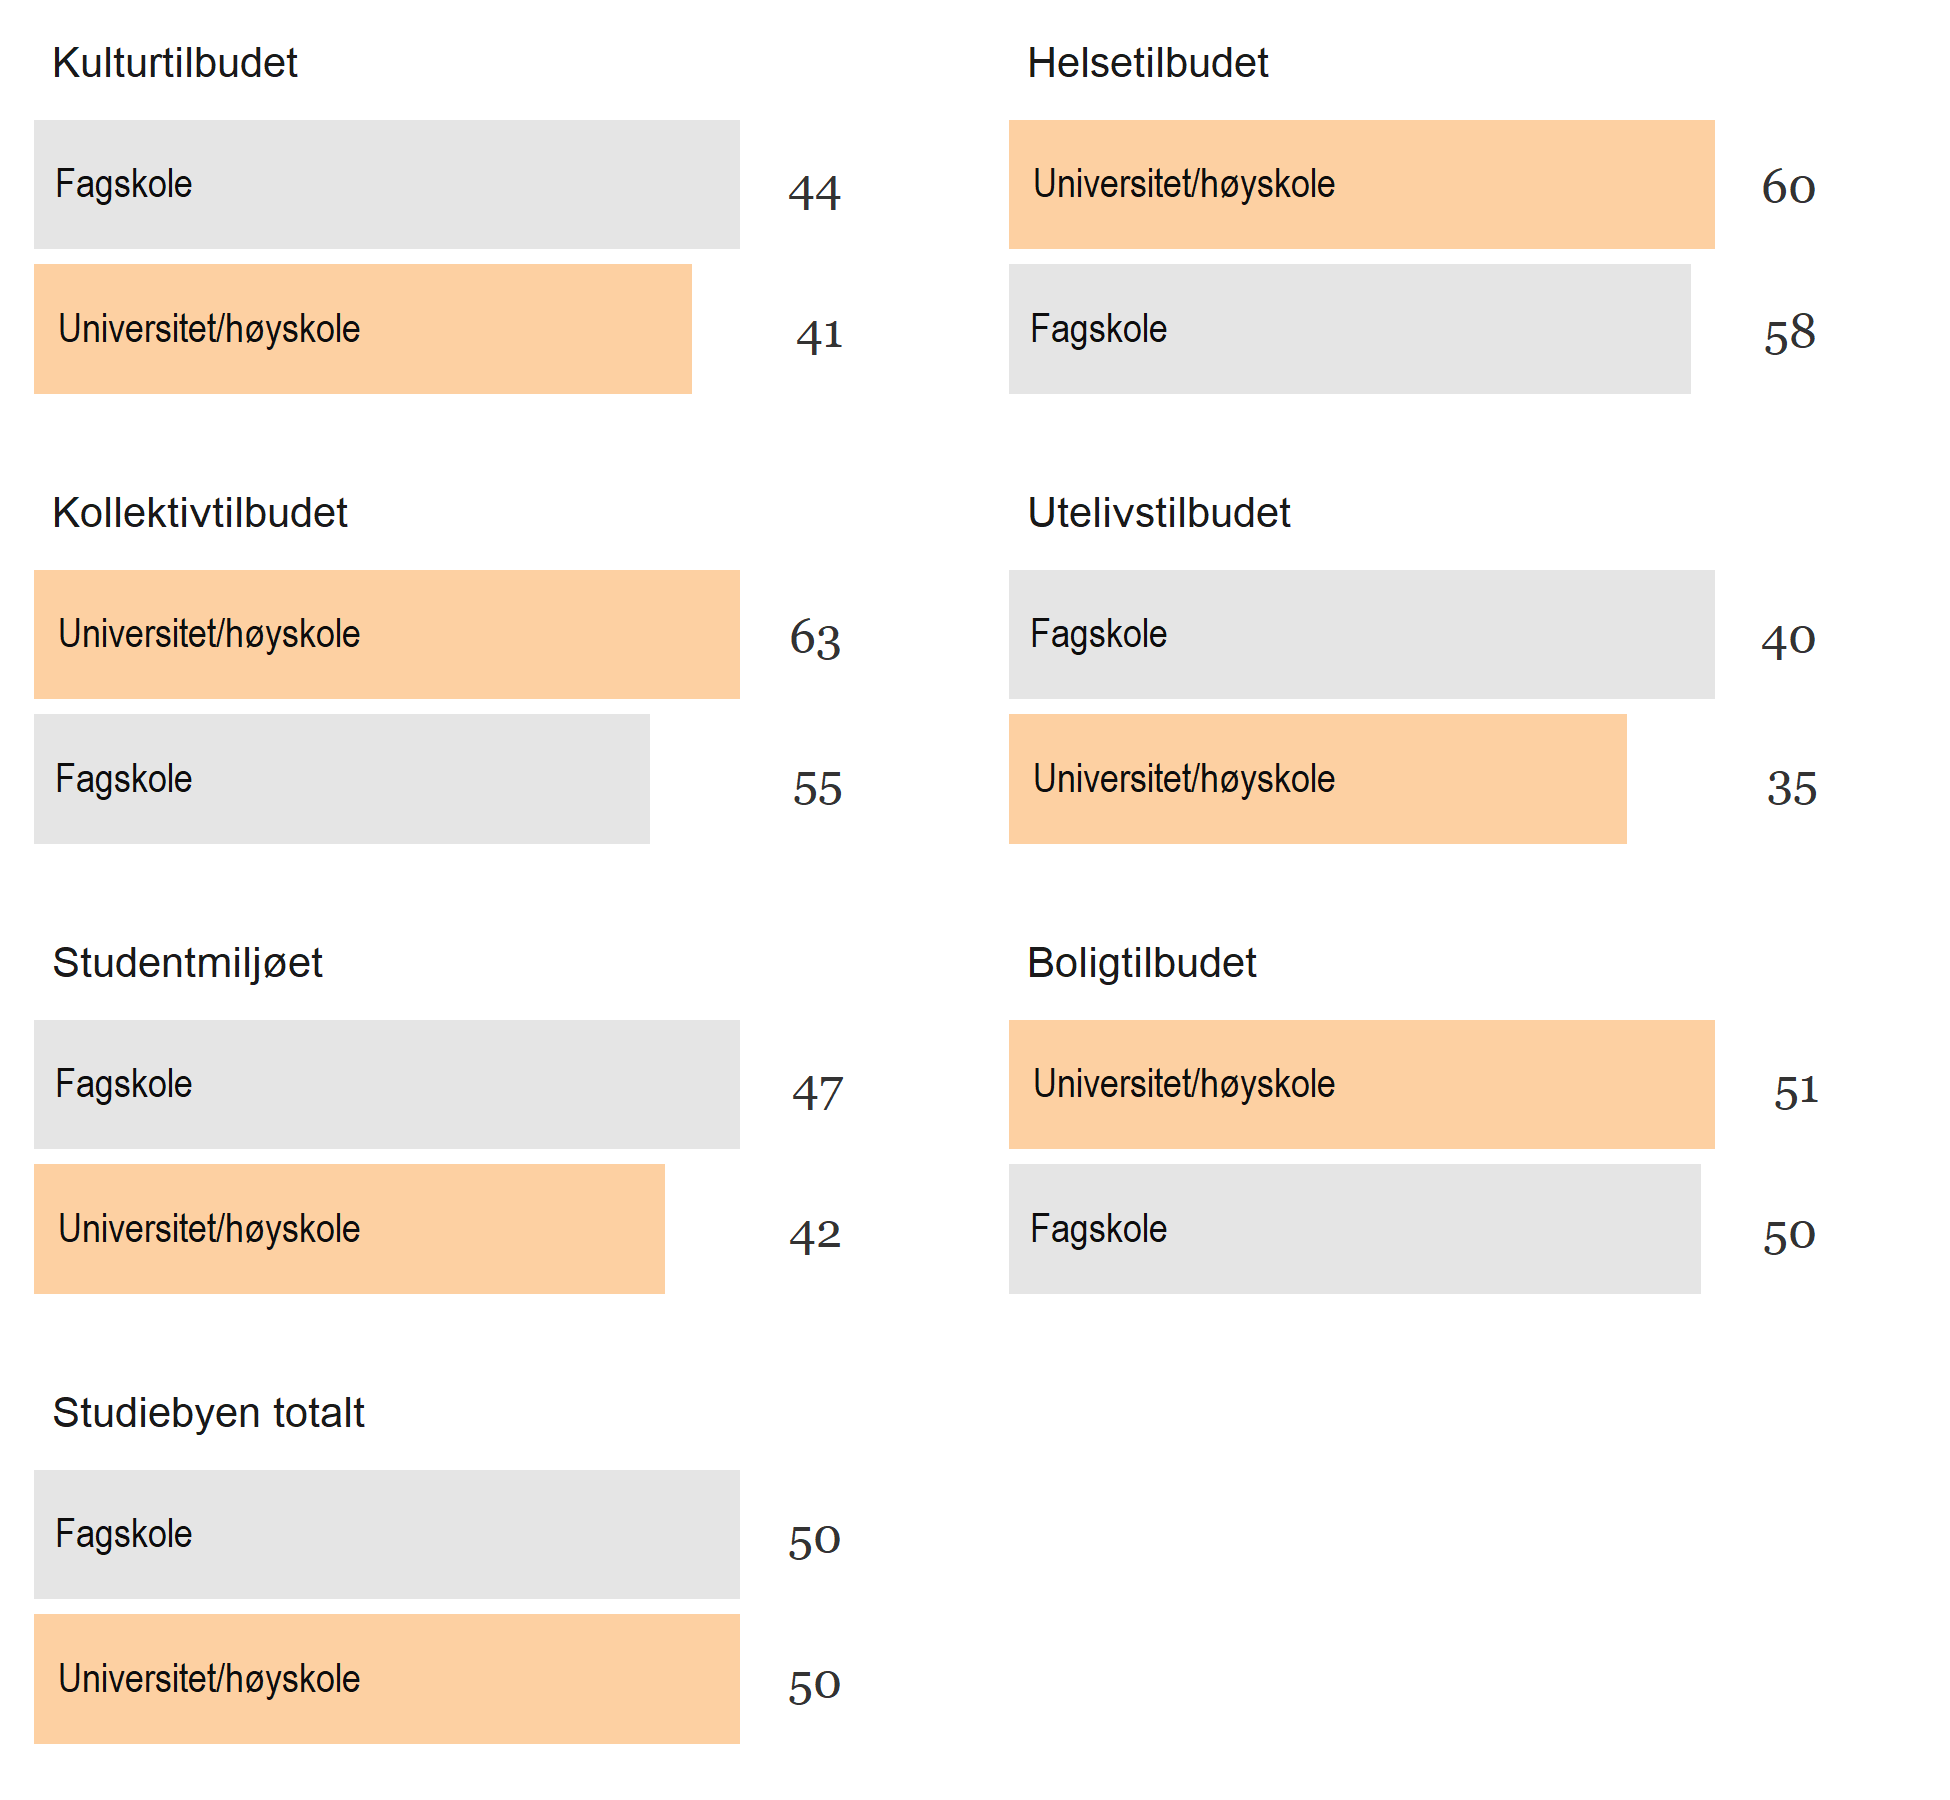 Kulturtilbudet
Fagskole 44
Universitet/høyskole 41
Helsetilbudet
Universitet/høyskole 60
Fagskole 58
Kollektivtilbudet
Universitet/høyskole 63
Fagskole 55
Utelivstilbudet
Fagskole 40
Universitet/høyskole 35
Studentmiljøet
Fagskole 47
Universitet/høyskole 42
Boligtilbudet
Universitet/høyskole 51
Fagskole 50
Studiebyen totalt
Fagskole 50
Universitet/høyskole 50